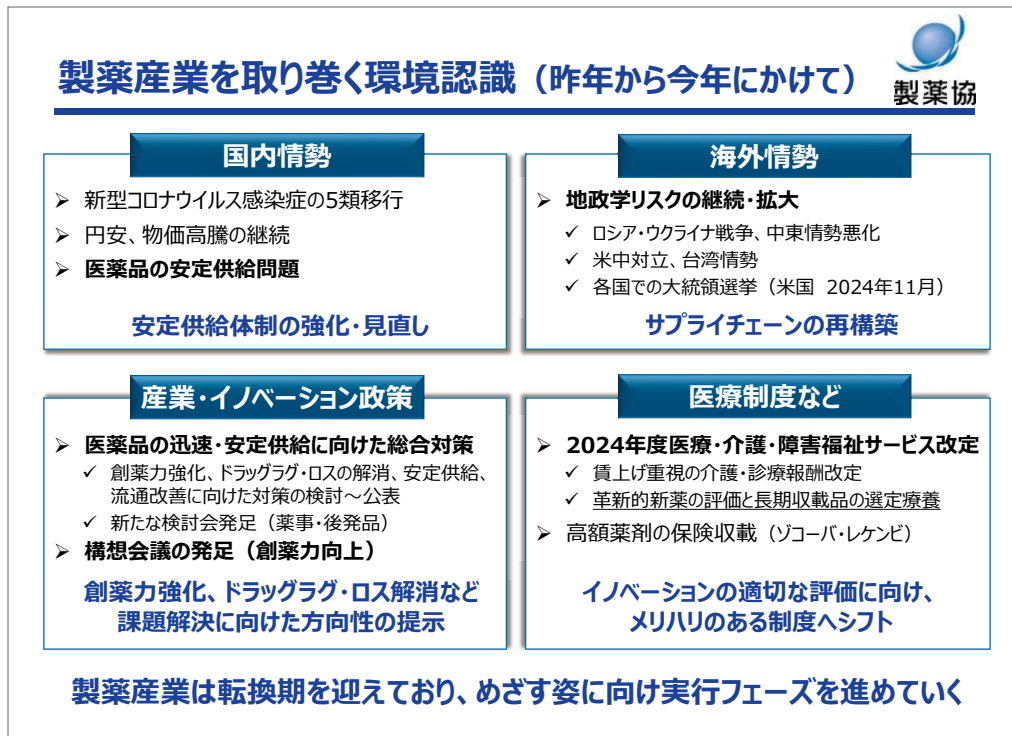 製薬産業を取り巻く環境認識（昨年から今年にかけて）
製薬協
国内情勢
➢ 新型コロナウイルス感染症の5類移行
➢ 円安、物価高騰の継続
➢ 医薬品の安定供給問題
安定供給体制の強化・見直し
海外情勢
➢ 地政学リスクの継続・拡大
✓ ロシア・ウクライナ戦争、中東情勢悪化
✓ 米中対立、台湾情勢
✓ 各国での大統領選挙（米国 2024年11月）
サプライチェーンの再構築
産業・イノベーション政策
➢ 医薬品の迅速・安定供給に向けた総合対策
✓ 創薬力強化、ドラッグラグ・ロスの解消、安定供給、
流通改善に向けた対策の検討～公表
✓ 新たな検討会発足（薬事・後発品）
➢ 構想会議の発足（創薬力向上）
創薬力強化、ドラッグラグ・ロス解消など
課題解決に向けた方向性の提示
医療制度など
➢ 2024年度医療・介護・障害福祉サービス改定
✓ 賃上げ重視の介護・診療報酬改定
✓ 革新的新薬の評価と長期収載品の選定療養
➢ 高額薬剤の保険収載（ゾコーバ・レケンビ）
イノベーションの適切な評価に向け、
メリハリのある制度へシフト
製薬産業は転換期を迎えており、めざす姿に向け実行フェーズを進めていく